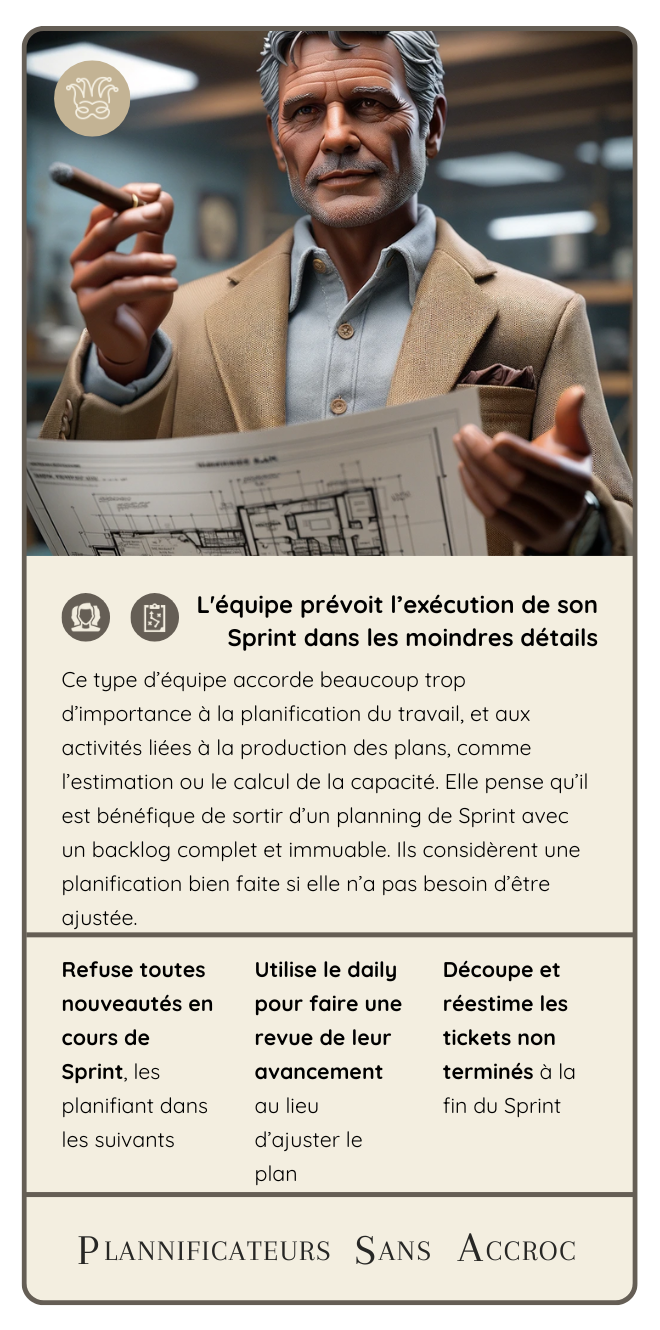 L'équipe prévoit l’exécution de son
Sprint dans les moindres détails
Ce type d’équipe accorde beaucoup trop
d’importance à la planification du travail, et aux
activités liées à la production des plans, comme
l’estimation ou le calcul de la capacité. Elle pense qu’il
est bénéfique de sortir d’un planning de Sprint avec
un backlog complet et immuable. Ils considèrent une
planification bien faite si elle n’a pas besoin d’être
ajustée.
Refuse toutes
nouveautés en
cours de
Sprint, les
planifiant dans
les suivants
Utilise le daily
pour faire une
revue de leur
avancement
au lieu
d’ajuster le
plan
Découpe et
réestime les
tickets non
terminés à la
fin du Sprint
Plannificateurs Sans Accroc